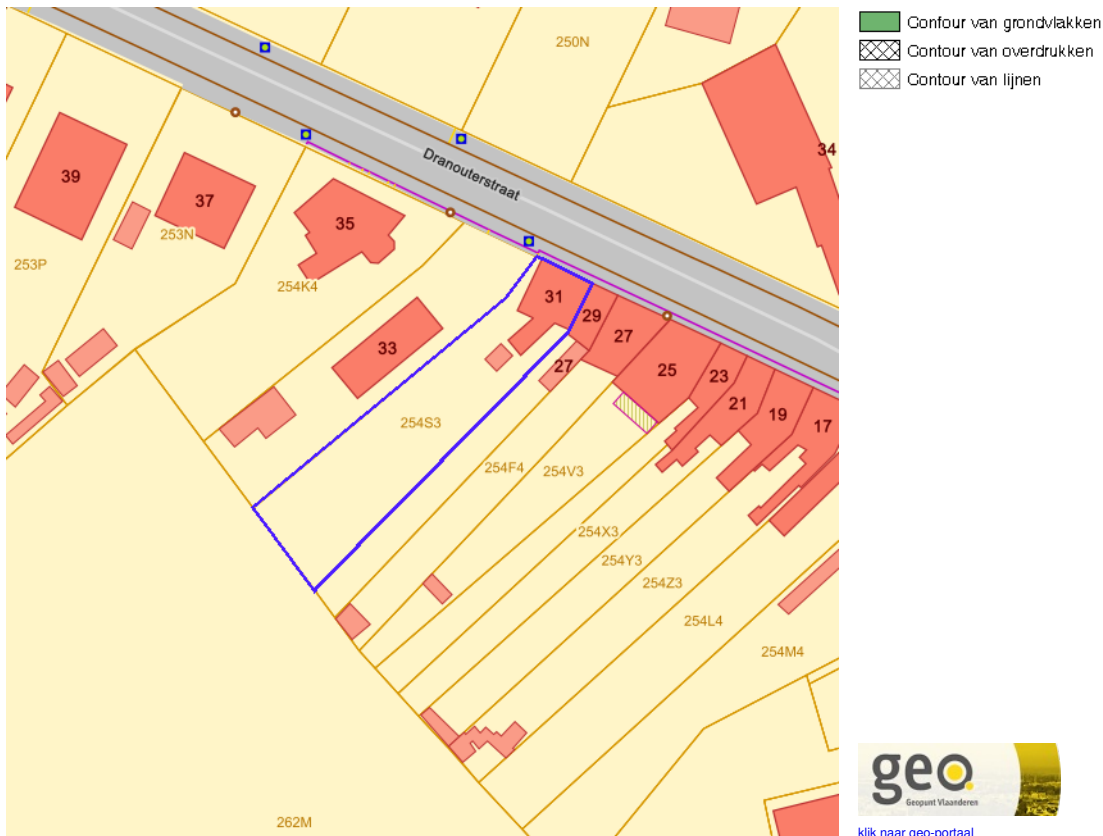 250N
Contour van grondvlakken
Contour van overdrukken
Contour van lijnen
34
Dranouterstraat
39
37
35
253N
253P
254K4
31
29
27
33
25
27
23
21
19
17
254S3
254F4
254V3
254X3
254Y3
254Z3
254L4
254M4
262M
geo
Geopunt Vlaanderen
klik naar geo-portaal